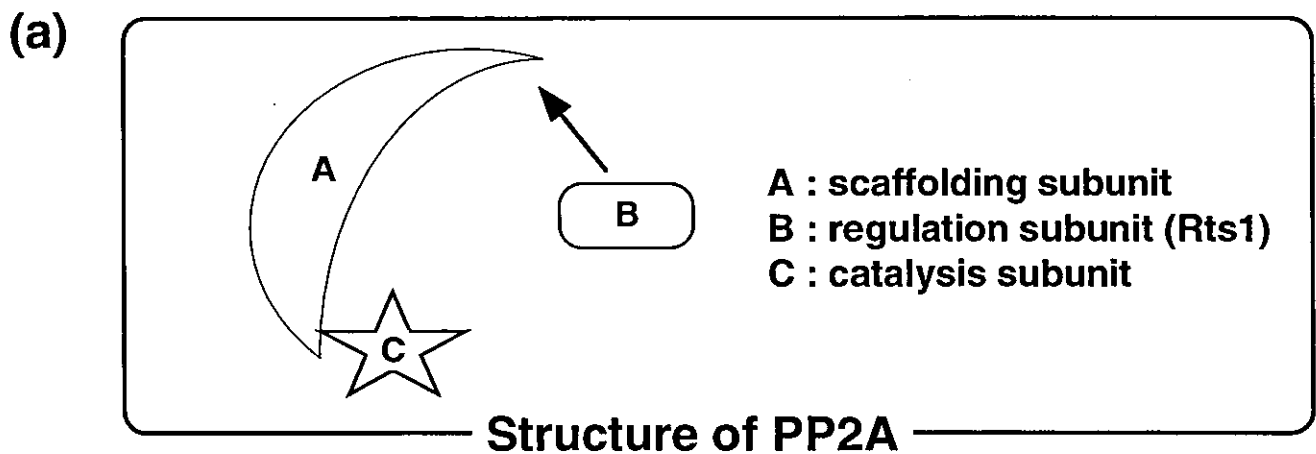 (a)
A
B
C
A : scaffolding subunit
B : regulation subunit (Rts1)
C : catalysis subunit
Structure of PP2A